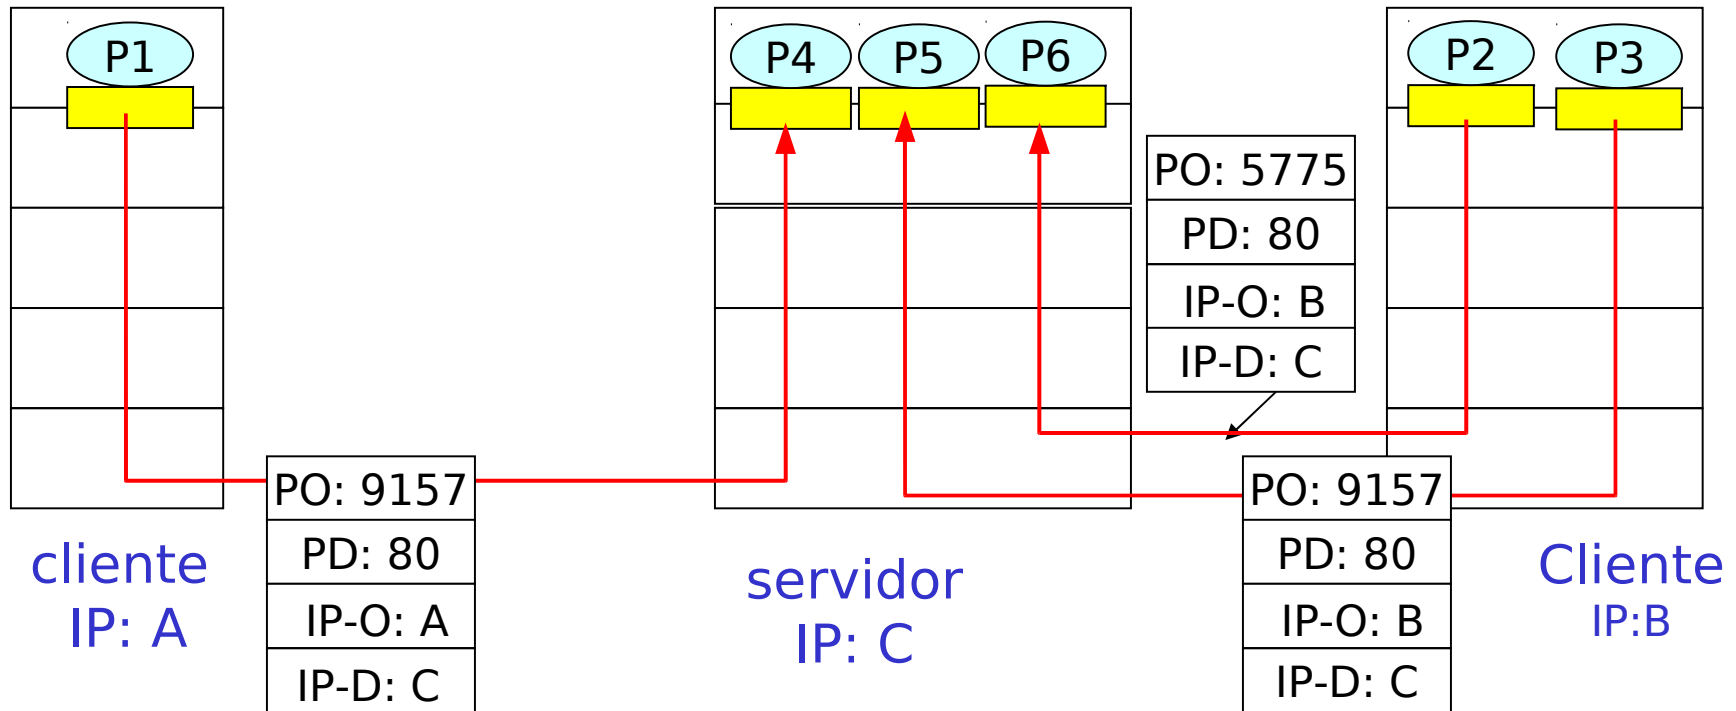 P1
P4
P5
P6
P2
P3
PO: 5775
PD: 80
IP-O: B
IP-D: C
PO: 9157
PD: 80
IP-O: A
IP-D: C
PO: 9157
PD: 80
IP-O: B
IP-D: C
cliente
IP: A
servidor
IP: C
Cliente
IP:B